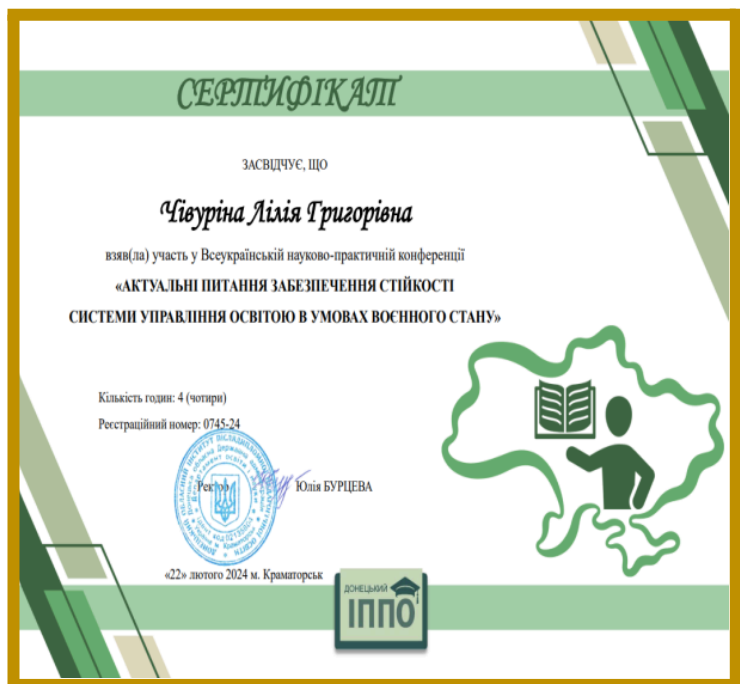 СЕРТИФІКАТ
ЗАСВІДЧУЄ, ЩО
Чівуріна Лілія Григорівна
взяв(ла) участь у Всеукраїнській науково-практичній конференції
«АКТУАЛЬНІ ПИТАННЯ ЗАБЕЗПЕЧЕННЯ СТІЙКОСТІ
СИСТЕМИ УПРАВЛІННЯ ОСВІТОЮ В УМОВАХ ВОЄННОГО СТАНУ»
Кількість годин: 4 (чотири)
Реєстраційний номер: 0745-24
Ректор Юлія БУРЦЕВА
«22» лютого 2024 м. Краматорськ
ДОНЕЦЬКИЙ
ІППО